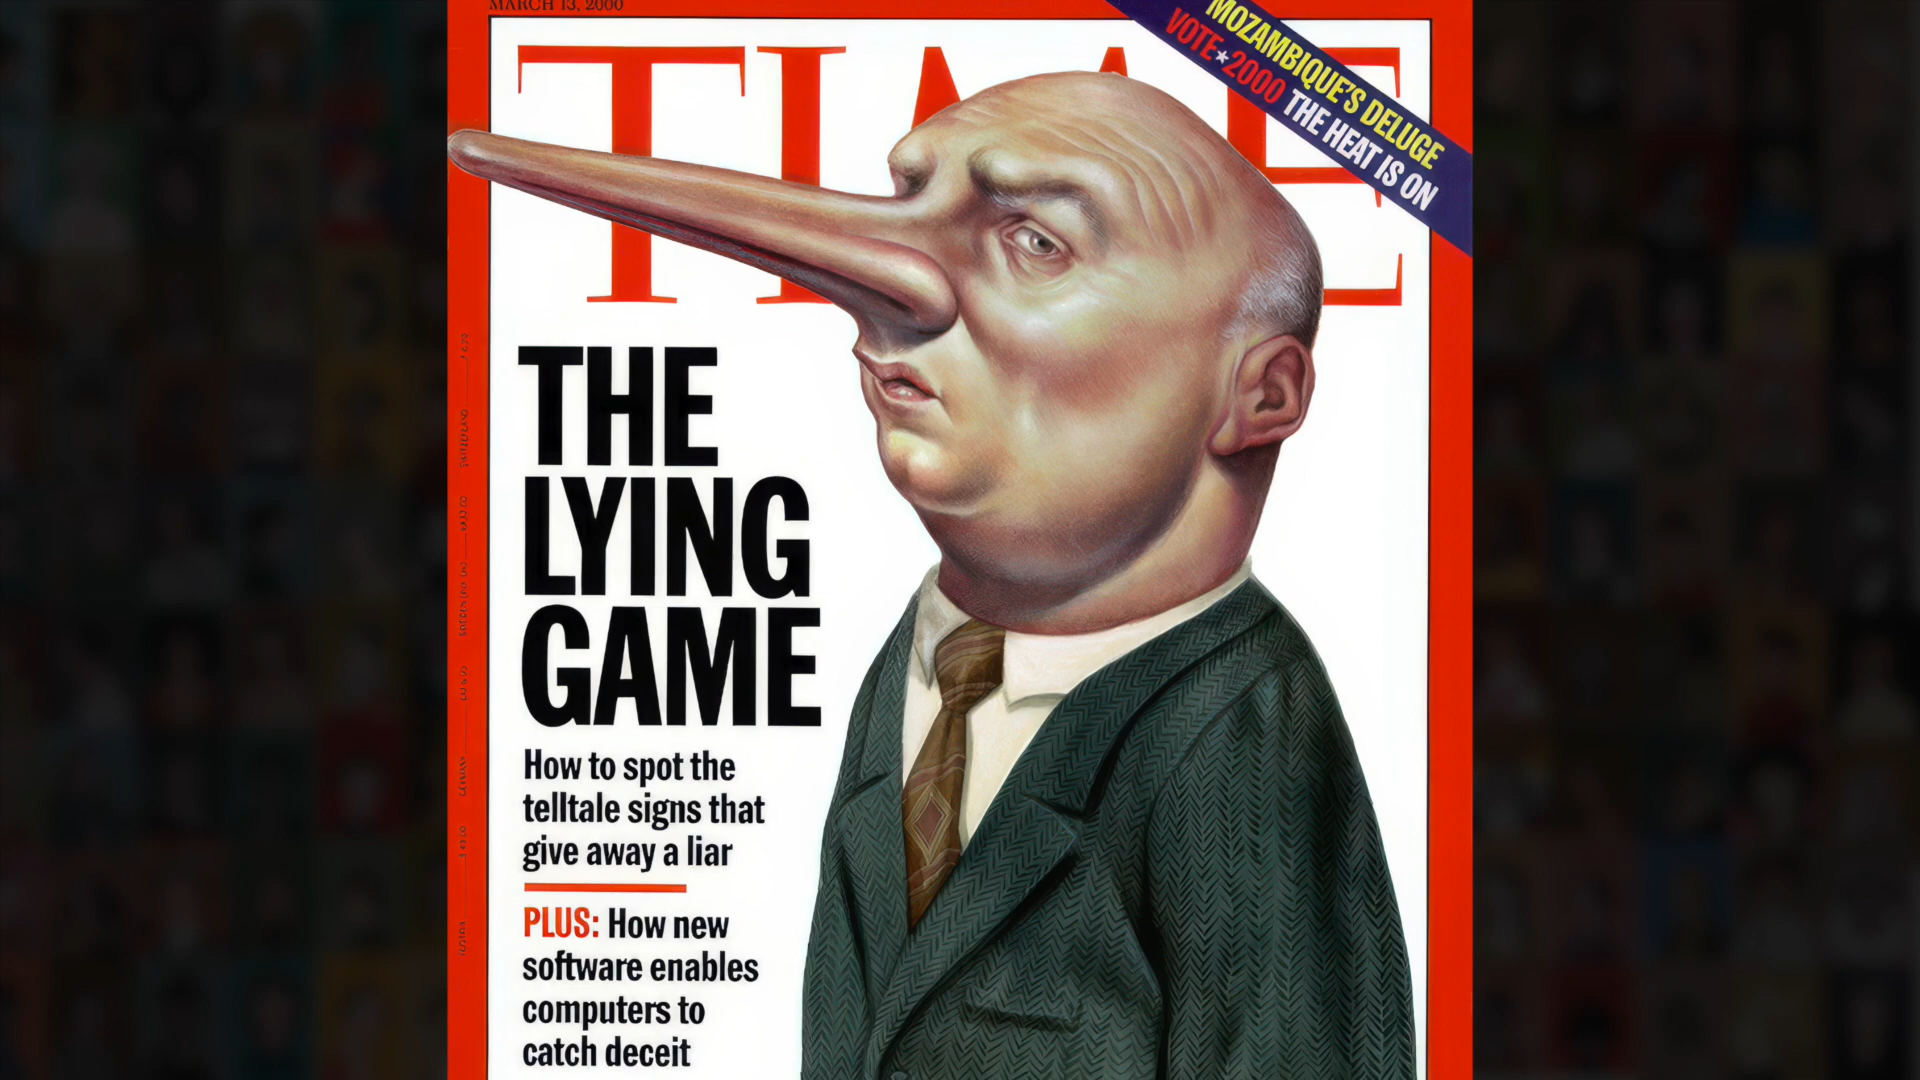 MARCH 13, 2000
TIME
MOZAMBIQUE'S DELUGE
VOTE★2000 THE HEAT IS ON
THE
LYING
GAME
How to spot the
telltale signs that
give away a liar
PLUS: How new
software enables
computers to
catch deceit